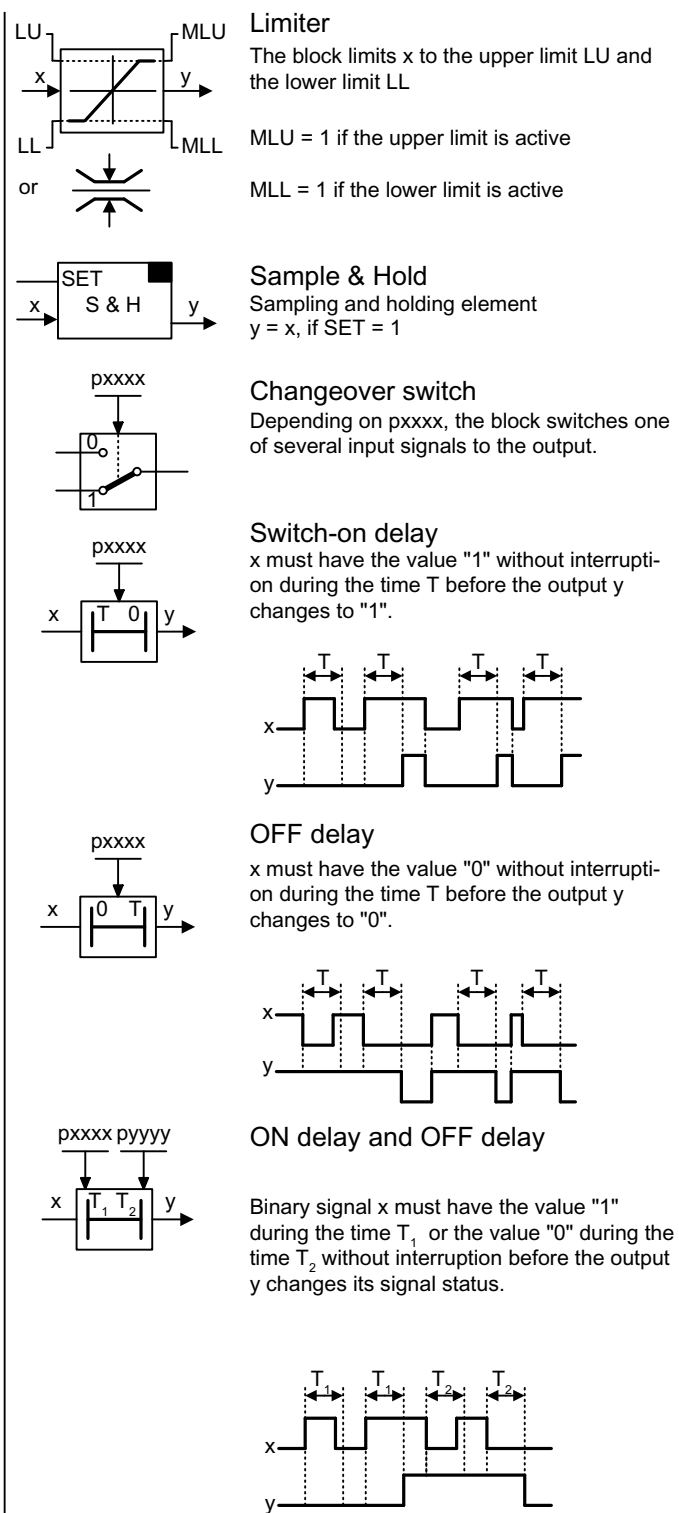 Limiter
LU
MLU
The block limits x to the upper limit LU and
the lower limit LL
x
y
LL
MLL
MLU = 1 if the upper limit is active
or
MLL = 1 if the lower limit is active
SET
S & H
x
y
Sample & Hold
Sampling and holding element
y = x, if SET = 1
pxxxx
0
1
Changeover switch
Depending on pxxxx, the block switches one
of several input signals to the output.
pxxxx
x
T 0
y
Switch-on delay
x must have the value "1" without interrupti-
on during the time T before the output y
changes to "1".
T T T T
x
y
pxxxx
x
0 T
y
OFF delay
x must have the value "0" without interrupti-
on during the time T before the output y
changes to "0".
T T T T
x
y
pxxxx pyyyy
x
T1 T2
y
ON delay and OFF delay
Binary signal x must have the value "1"
during the time T1 or the value "0" during the
time T2 without interruption before the output
y changes its signal status.
T1 T1 T2 T2
x
y